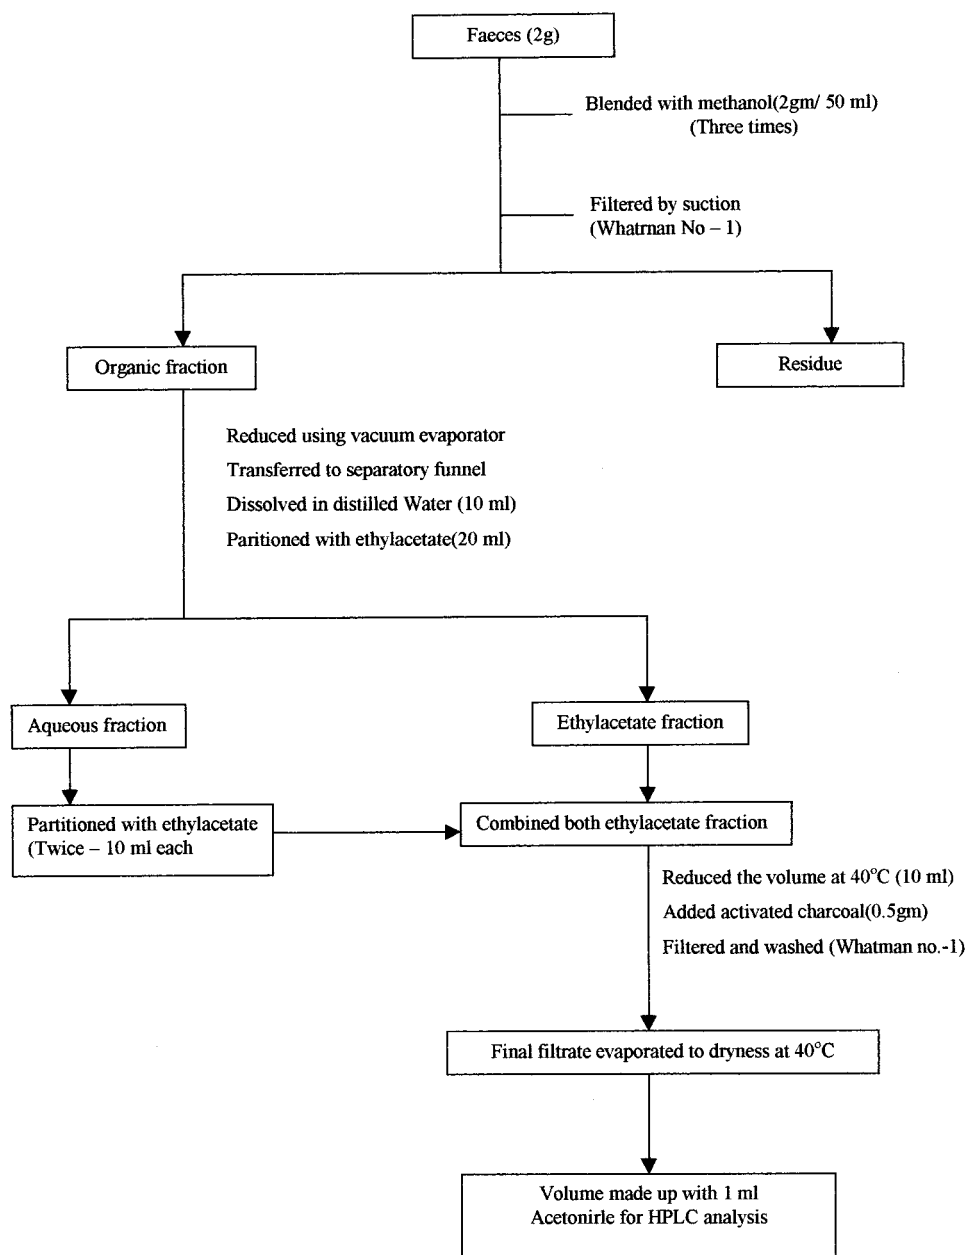 Faeces (2g)
Blended with methanol(2gm/ 50 ml)
(Three times)
Filtered by suction
(Whatrnan No – 1)
Organic fraction
Residue
Reduced using vacuum evaporator
Transferred to separatory funnel
Dissolved in distilled Water (10 ml)
Paritioned with ethylacetate(20 ml)
Aqueous fraction
Ethylacetate fraction
Partitioned with ethylacetate
(Twice – 10 ml each
Combined both ethylacetate fraction
Reduced the volume at 40°C (10 ml)
Added activated charcoal(0.5gm)
Filtered and washed (Whatman no.-1)
Final filtrate evaporated to dryness at 40°C
Volume made up with 1 ml
Acetonirle for HPLC analysis